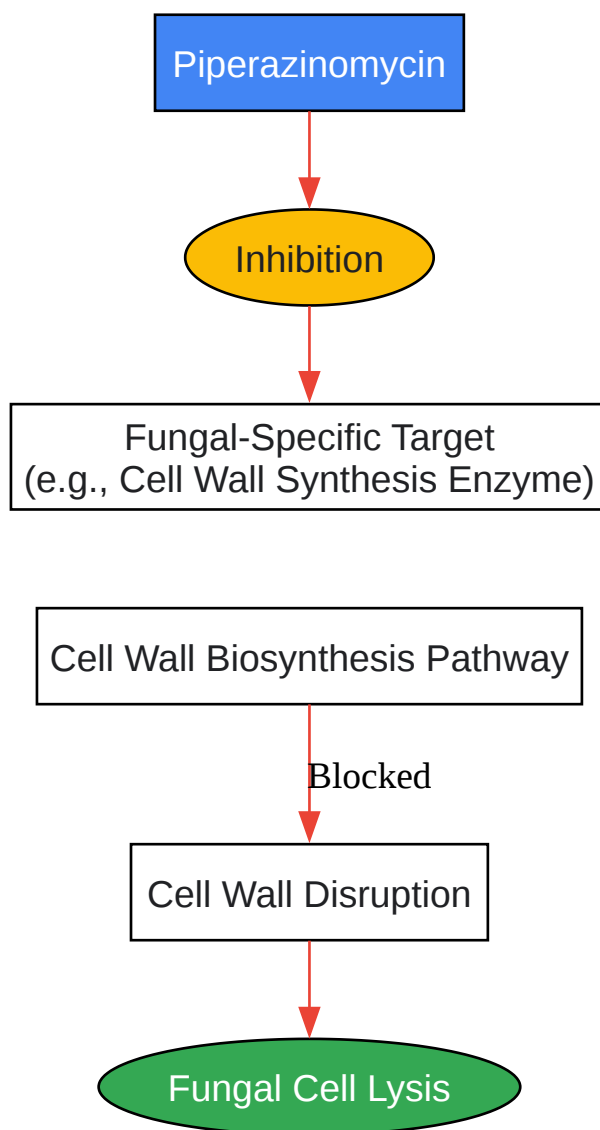 Piperazinomycin
Inhibition
Fungal-Specific Target
(e.g., Cell Wall Synthesis Enzyme)
Cell Wall Biosynthesis Pathway
Blocked
Cell Wall Disruption
Fungal Cell Lysis